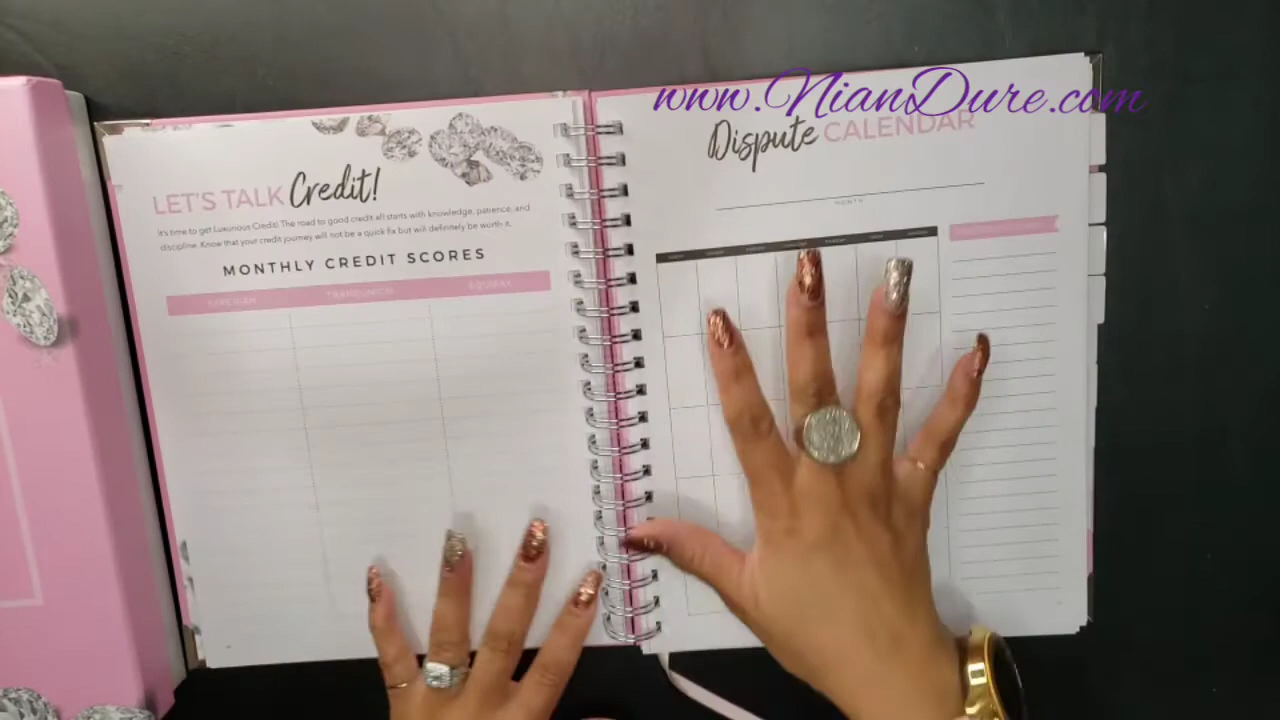 www.NianDure.com
LET'S TALK Credit!
It's time to get Luxurious Credit! The road to good credit all starts with knowledge, patience, and
discipline. Know that your credit journey will not be a quick fix but will definitely be worth it.
MONTHLY CREDIT SCORES
EXPERIAN TRANSUNION EQUIFAX
Dispute CALENDAR
MONTH